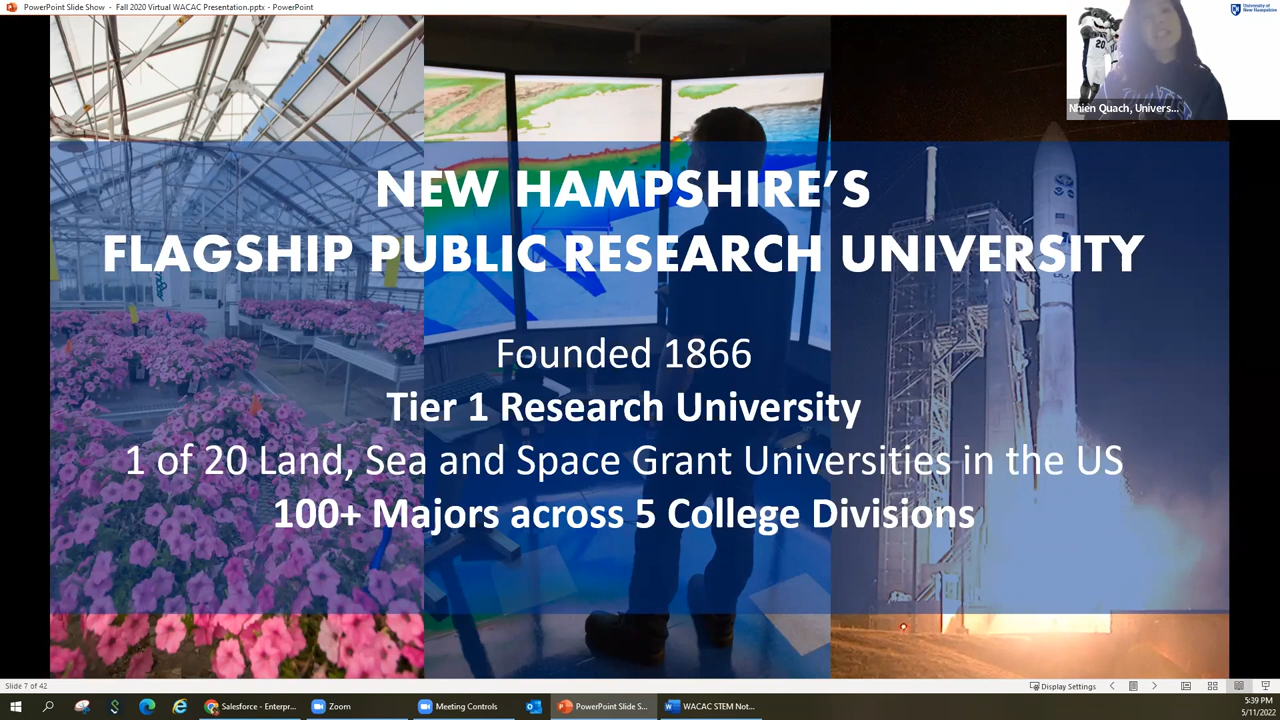 PowerPoint Slide Show - Fall 2020 Virtual WACAC Presentation.pptx - PowerPoint
University of
New Hampshire
20
Nhien Quach, Univers...
NEW HAMPSHIRE’S
FLAGSHIP PUBLIC RESEARCH UNIVERSITY
Founded 1866
Tier 1 Research University
1 of 20 Land, Sea and Space Grant Universities in the US
100+ Majors across 5 College Divisions
Slide 7 of 42
Display Settings
Salesforce - Enterpr...
Zoom
Meeting Controls
PowerPoint Slide S...
WACAC STEM Not...
5:39 PM
5/11/2022